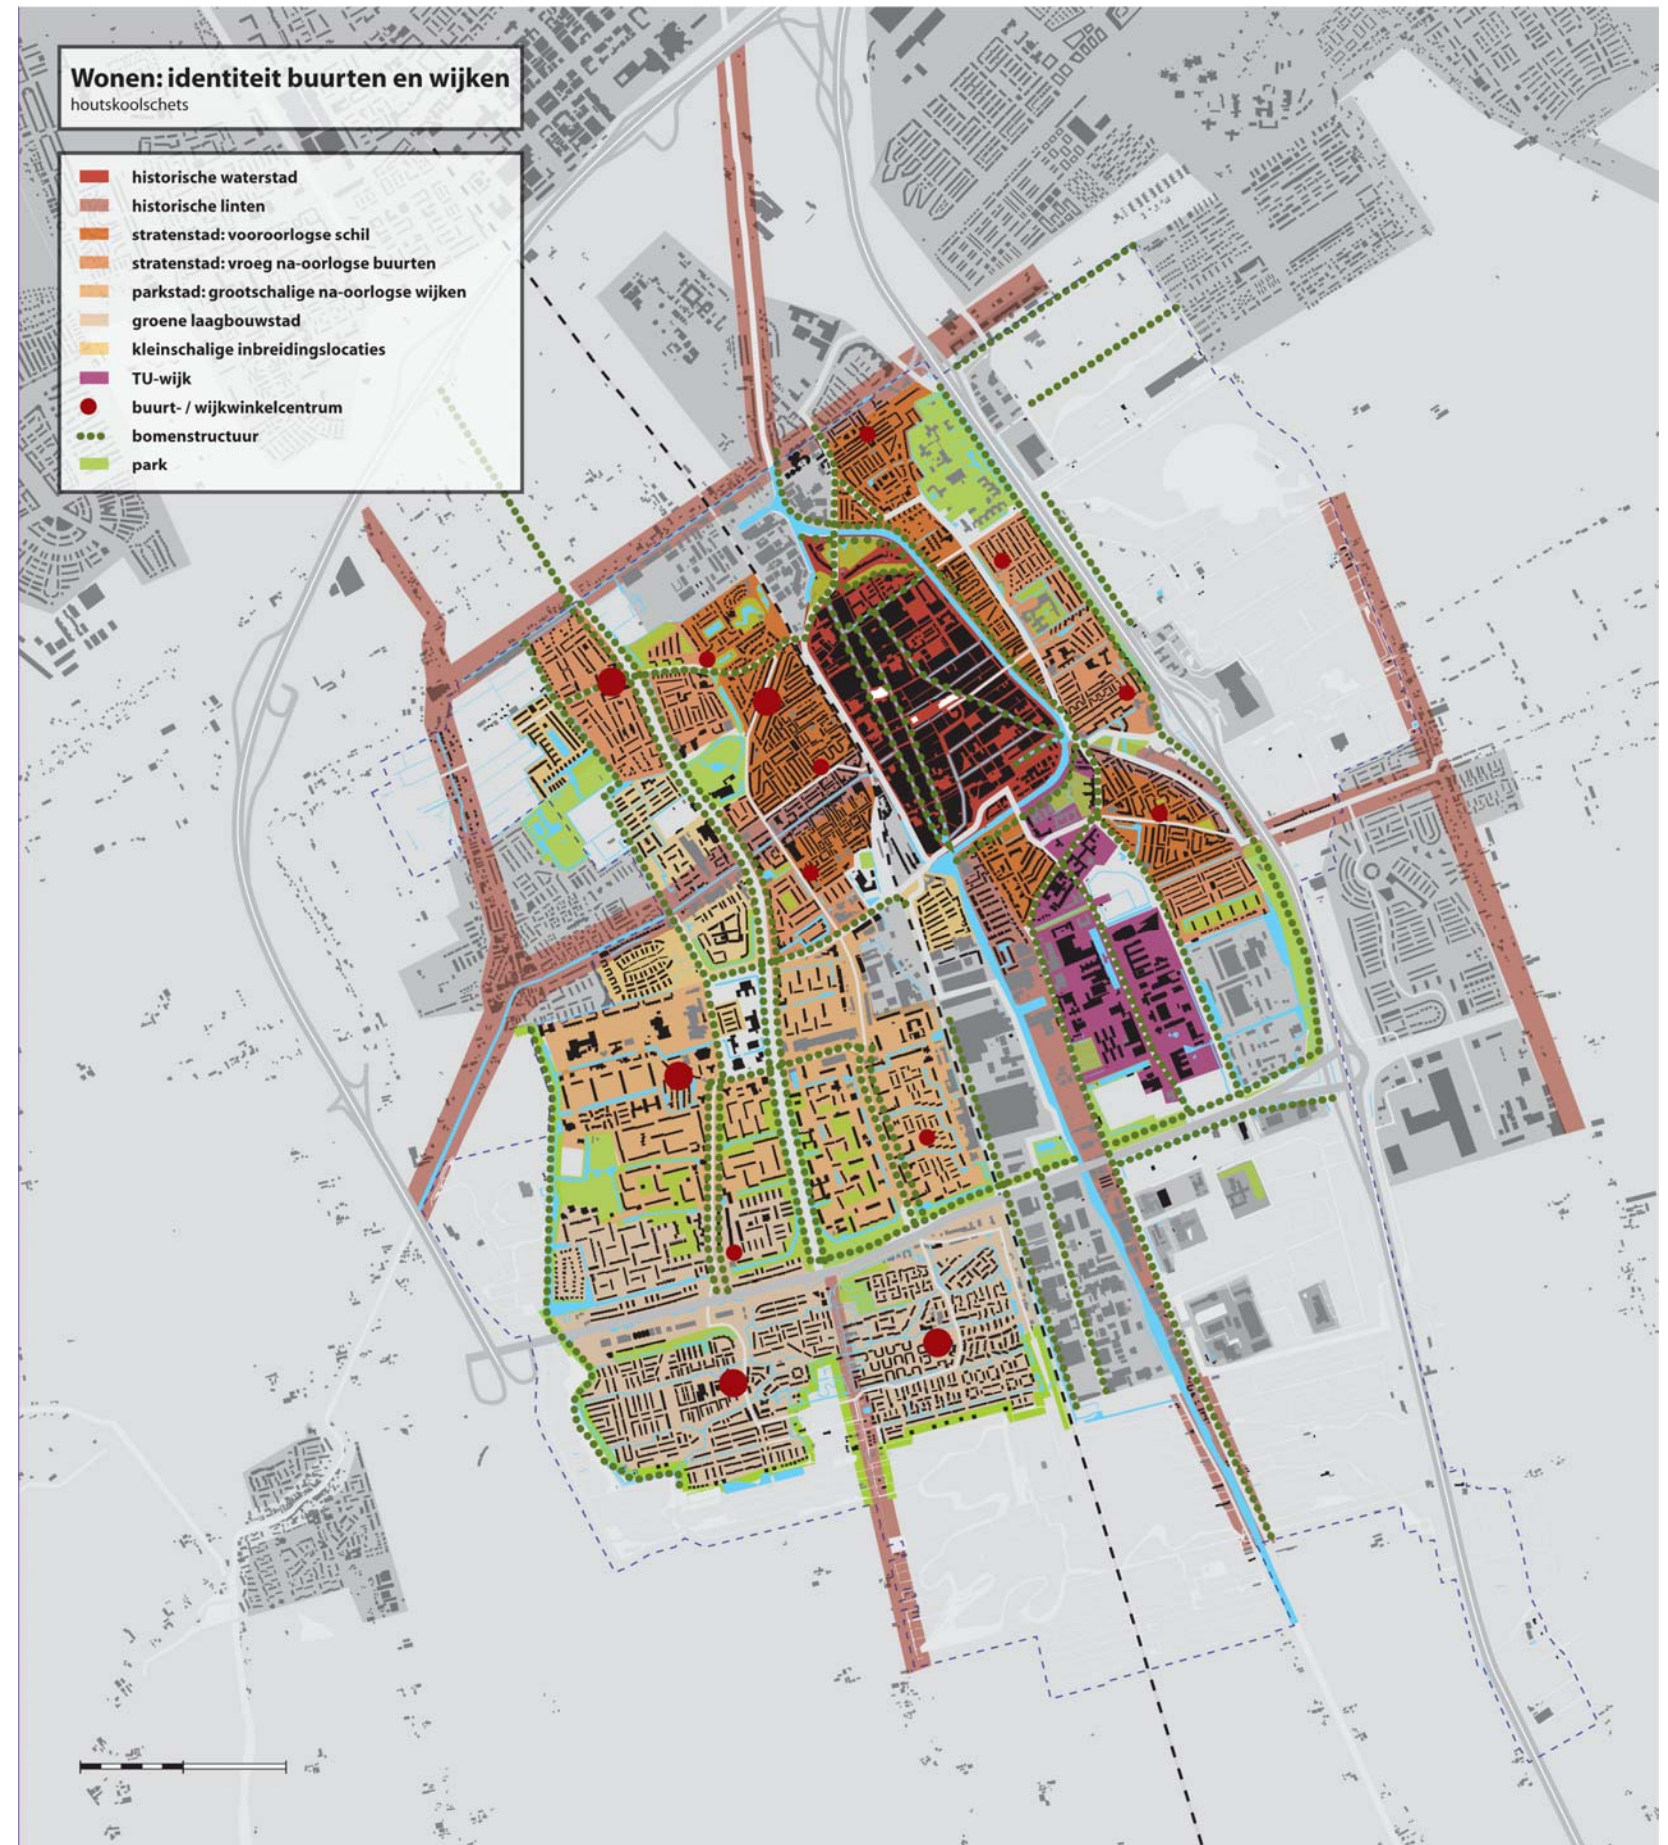 Wonen: identiteit buurten en wijken
houtskoolschets
historische waterstad
historische linten
stratenstad: vooroorlogse schil
stratenstad: vroeg na-oorlogse buurten
parkstad: grootschalige na-oorlogse wijken
groene laagbouwstad
kleinschalige inbreidingslocaties
TU-wijk
buurt- / wijkwinkelcentrum
bomenstructuur
park